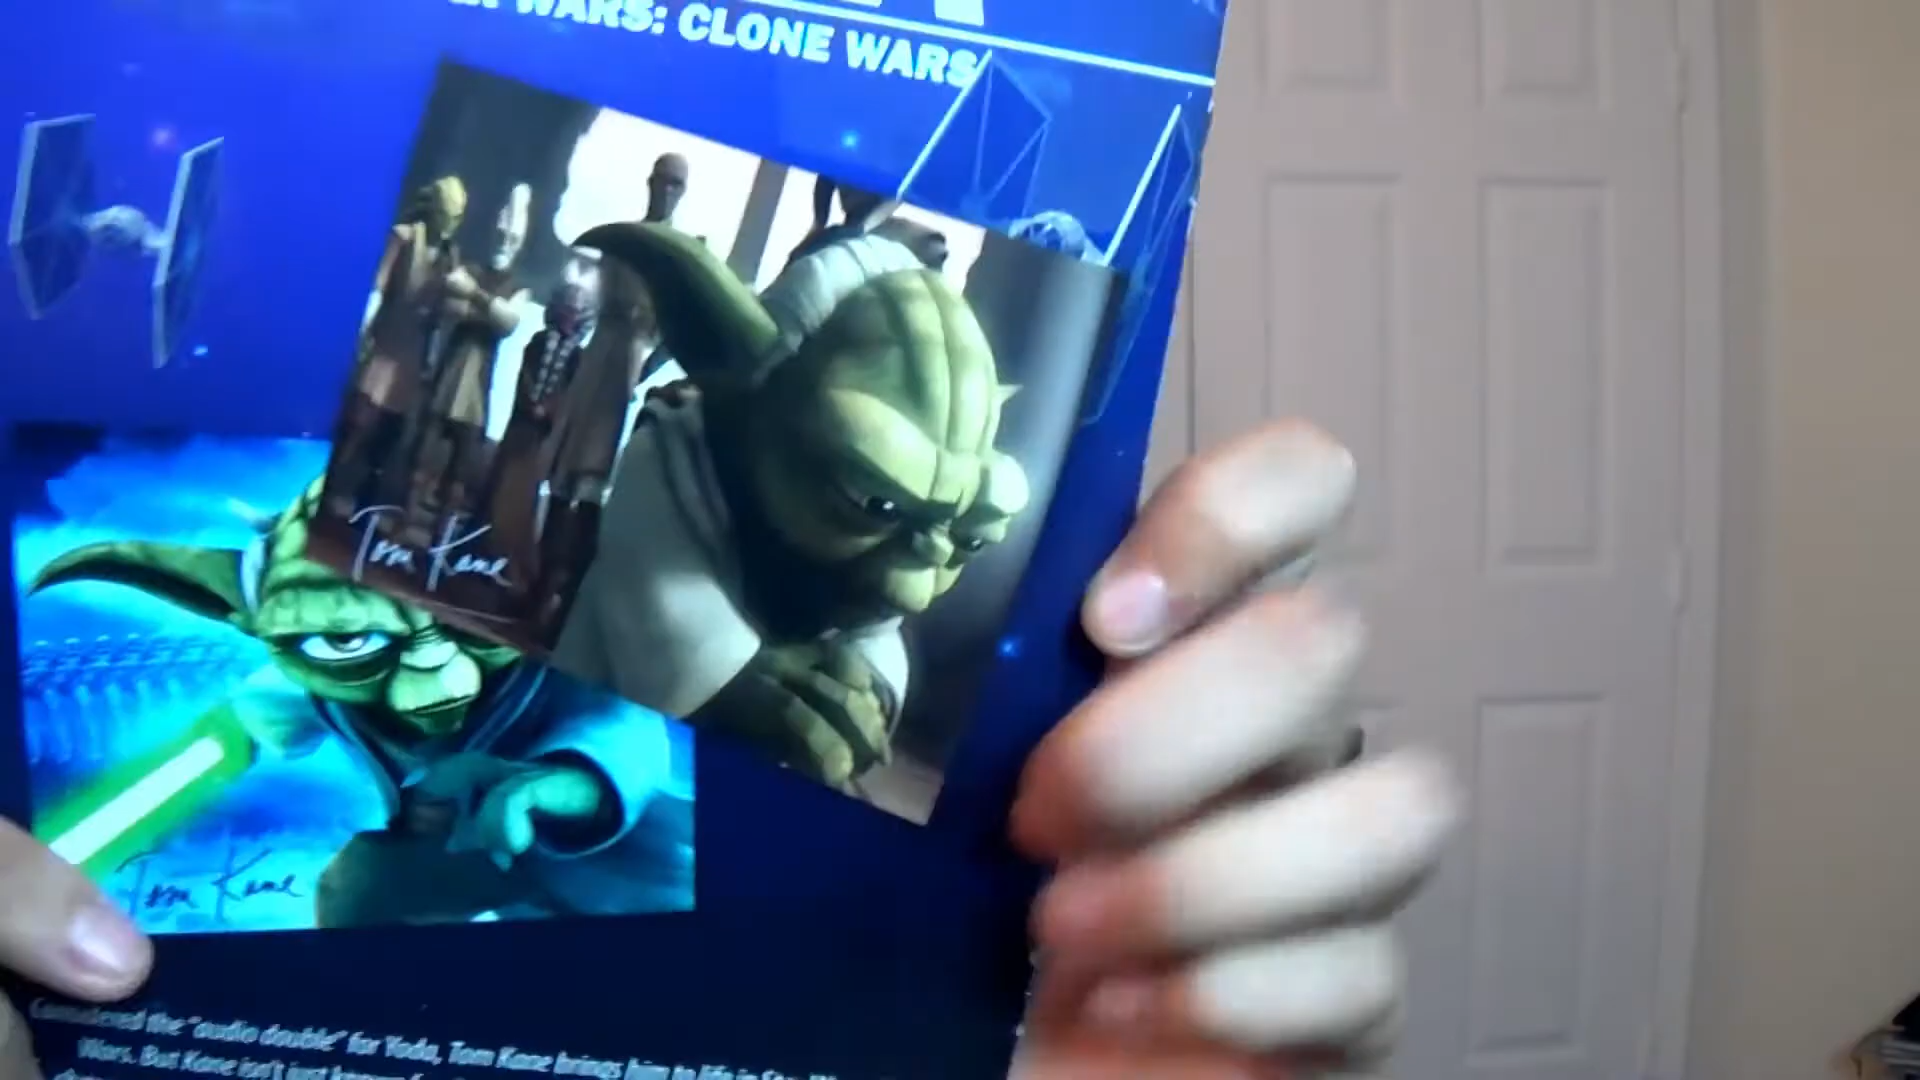 WARS: CLONE WARS
Tom Kane
Tom Kane
Considered the "audio double" for Yoda, Tom Kane brings him to life in Star
Wars. But Kane isn't just known